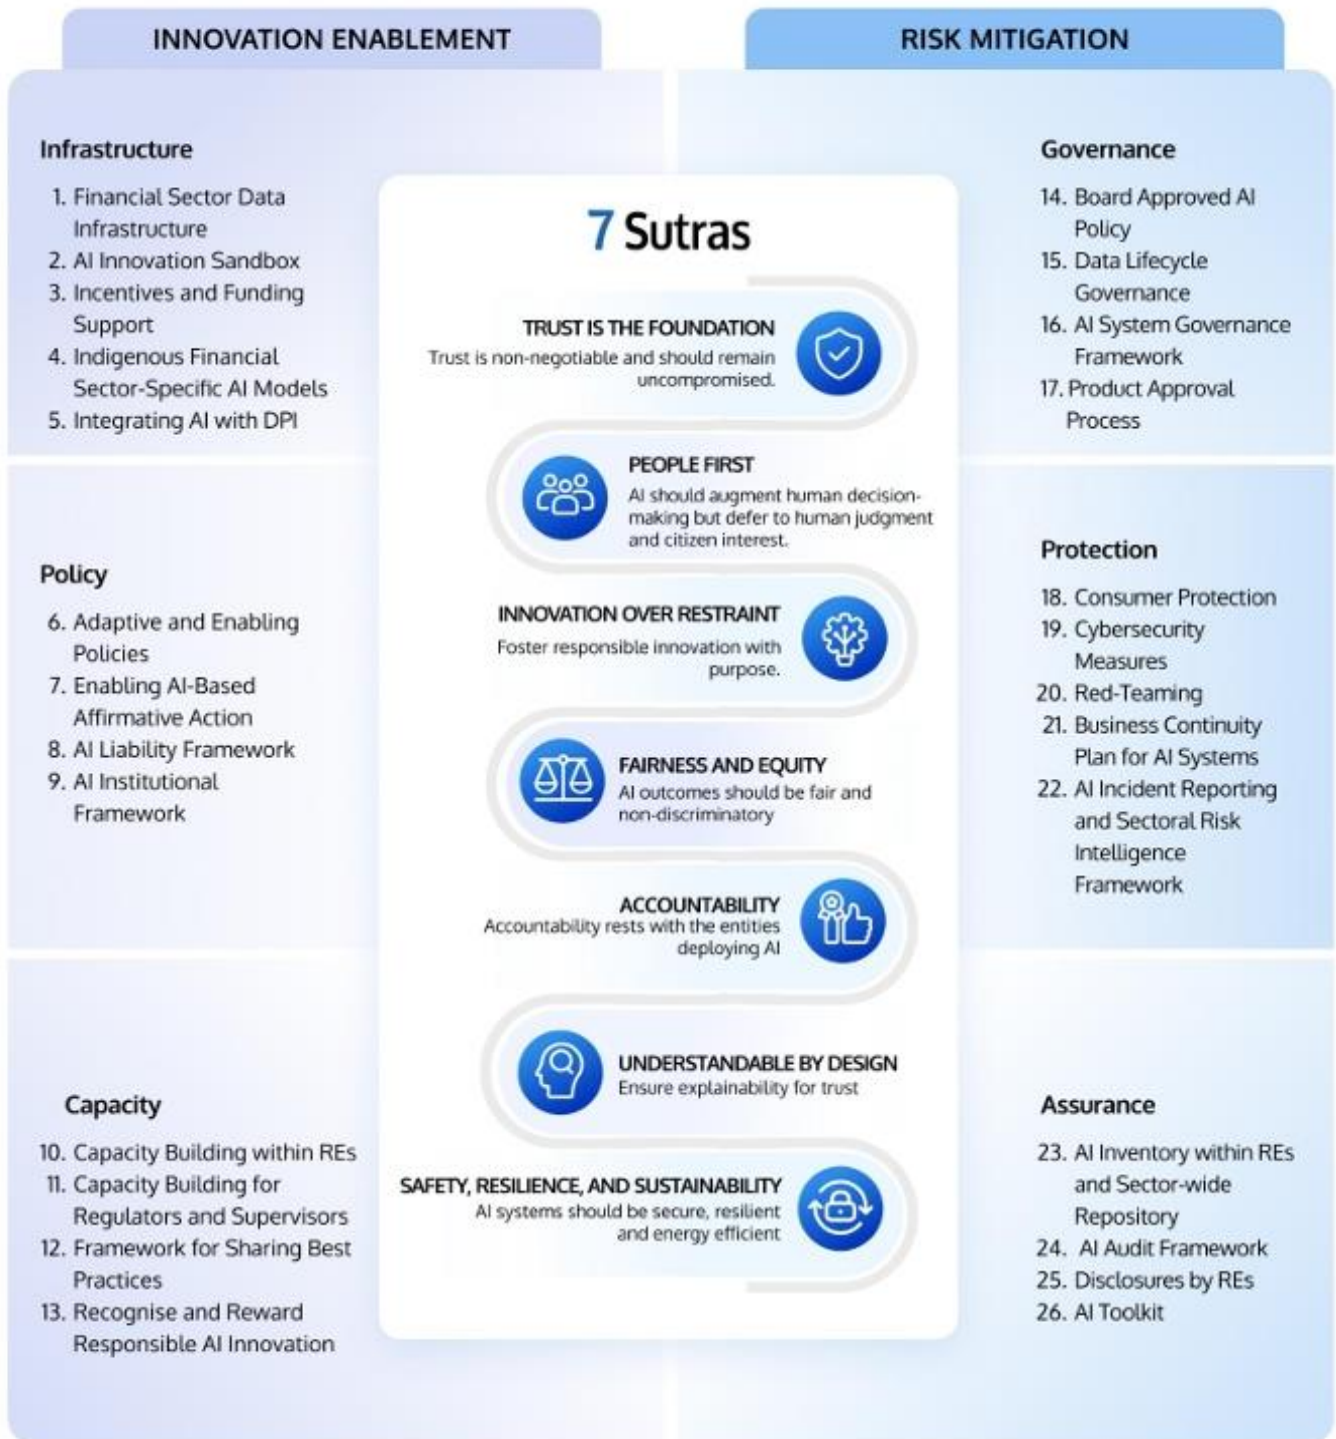 INNOVATION ENABLEMENT
RISK MITIGATION
Infrastructure
1. Financial Sector Data
Infrastructure
2. AI Innovation Sandbox
3. Incentives and Funding
Support
4. Indigenous Financial
Sector-Specific AI Models
5. Integrating AI with DPI
Policy
6. Adaptive and Enabling
Policies
7. Enabling AI-Based
Affirmative Action
8. AI Liability Framework
9. AI Institutional
Framework
Capacity
10. Capacity Building within REs
11. Capacity Building for
Regulators and Supervisors
12. Framework for Sharing Best
Practices
13. Recognise and Reward
Responsible AI Innovation
7 Sutras
TRUST IS THE FOUNDATION
Trust is non-negotiable and should remain
uncompromised.
PEOPLE FIRST
AI should augment human decision-
making but defer to human judgment
and citizen interest.
INNOVATION OVER RESTRAINT
Foster responsible innovation with
purpose.
FAIRNESS AND EQUITY
AI outcomes should be fair and
non-discriminatory
ACCOUNTABILITY
Accountability rests with the entities
deploying AI
UNDERSTANDABLE BY DESIGN
Ensure explainability for trust
SAFETY, RESILIENCE, AND SUSTAINABILITY
AI systems should be secure, resilient
and energy efficient
Governance
14. Board Approved AI
Policy
15. Data Lifecycle
Governance
16. AI System Governance
Framework
17. Product Approval
Process
Protection
18. Consumer Protection
19. Cybersecurity
Measures
20. Red-Teaming
21. Business Continuity
Plan for AI Systems
22. AI Incident Reporting
and Sectoral Risk
Intelligence
Framework
Assurance
23. AI Inventory within REs
and Sector-wide
Repository
24. AI Audit Framework
25. Disclosures by REs
26. AI Toolkit